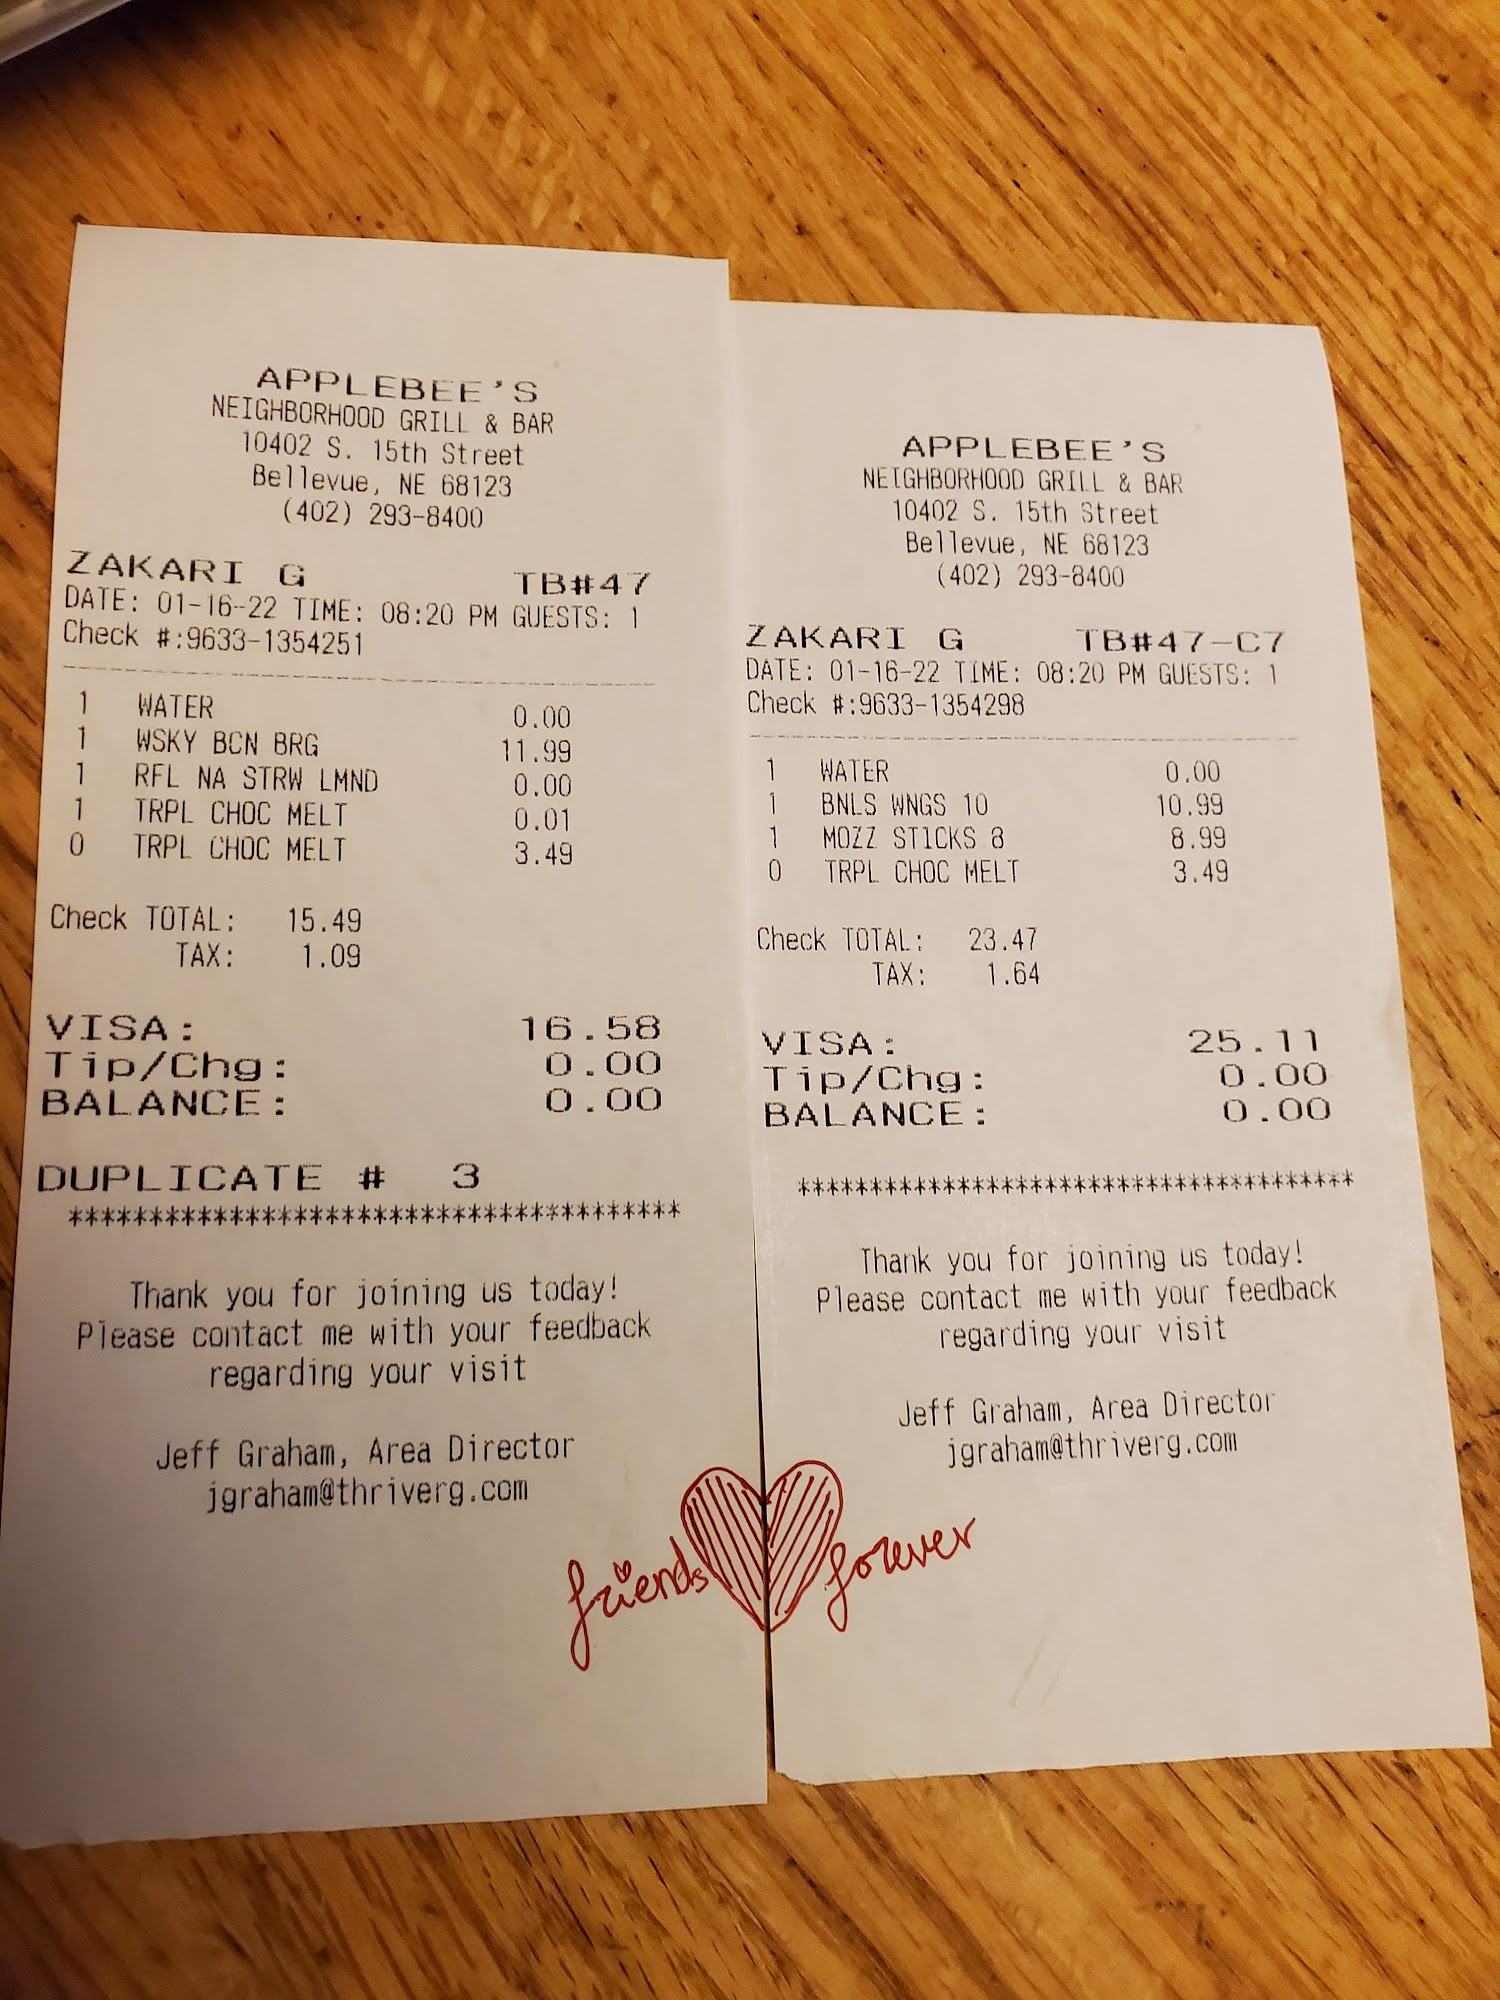 APPLEBEE'S
NEIGHBORHOOD GRILL & BAR
10402 S. 15th Street
Bellevue, NE 68123
(402) 293-8400
ZAKARI G TB#47
DATE: 01-16-22 TIME: 08:20 PM GUESTS: 1
Check #:9633-1354251
1 WATER 0.00
1 WSKY BCN BRG 11.99
1 RFL NA STRW LMND 0.00
1 TRPL CHOC MELT 0.01
0 TRPL CHOC MELT 3.49
Check TOTAL: 15.49
TAX: 1.09
VISA: 16.58
Tip/Chg: 0.00
BALANCE: 0.00
DUPLICATE # 3
**************************************
Thank you for joining us today!
Please contact me with your feedback
regarding your visit
Jeff Graham, Area Director
jgraham@thriverg.com
friends
APPLEBEE'S
NEIGHBORHOOD GRILL & BAR
10402 S. 15th Street
Bellevue, NE 68123
(402) 293-8400
ZAKARI G TB#47-C7
DATE: 01-16-22 TIME: 08:20 PM GUESTS: 1
Check #:9633-1354298
1 WATER 0.00
1 BNLS WNGS 10 10.99
1 MOZZ STICKS 8 8.99
0 TRPL CHOC MELT 3.49
Check TOTAL: 23.47
TAX: 1.64
VISA: 25.11
Tip/Chg: 0.00
BALANCE: 0.00
**************************************
Thank you for joining us today!
Please contact me with your feedback
regarding your visit
Jeff Graham, Area Director
jgraham@thriverg.com
forever